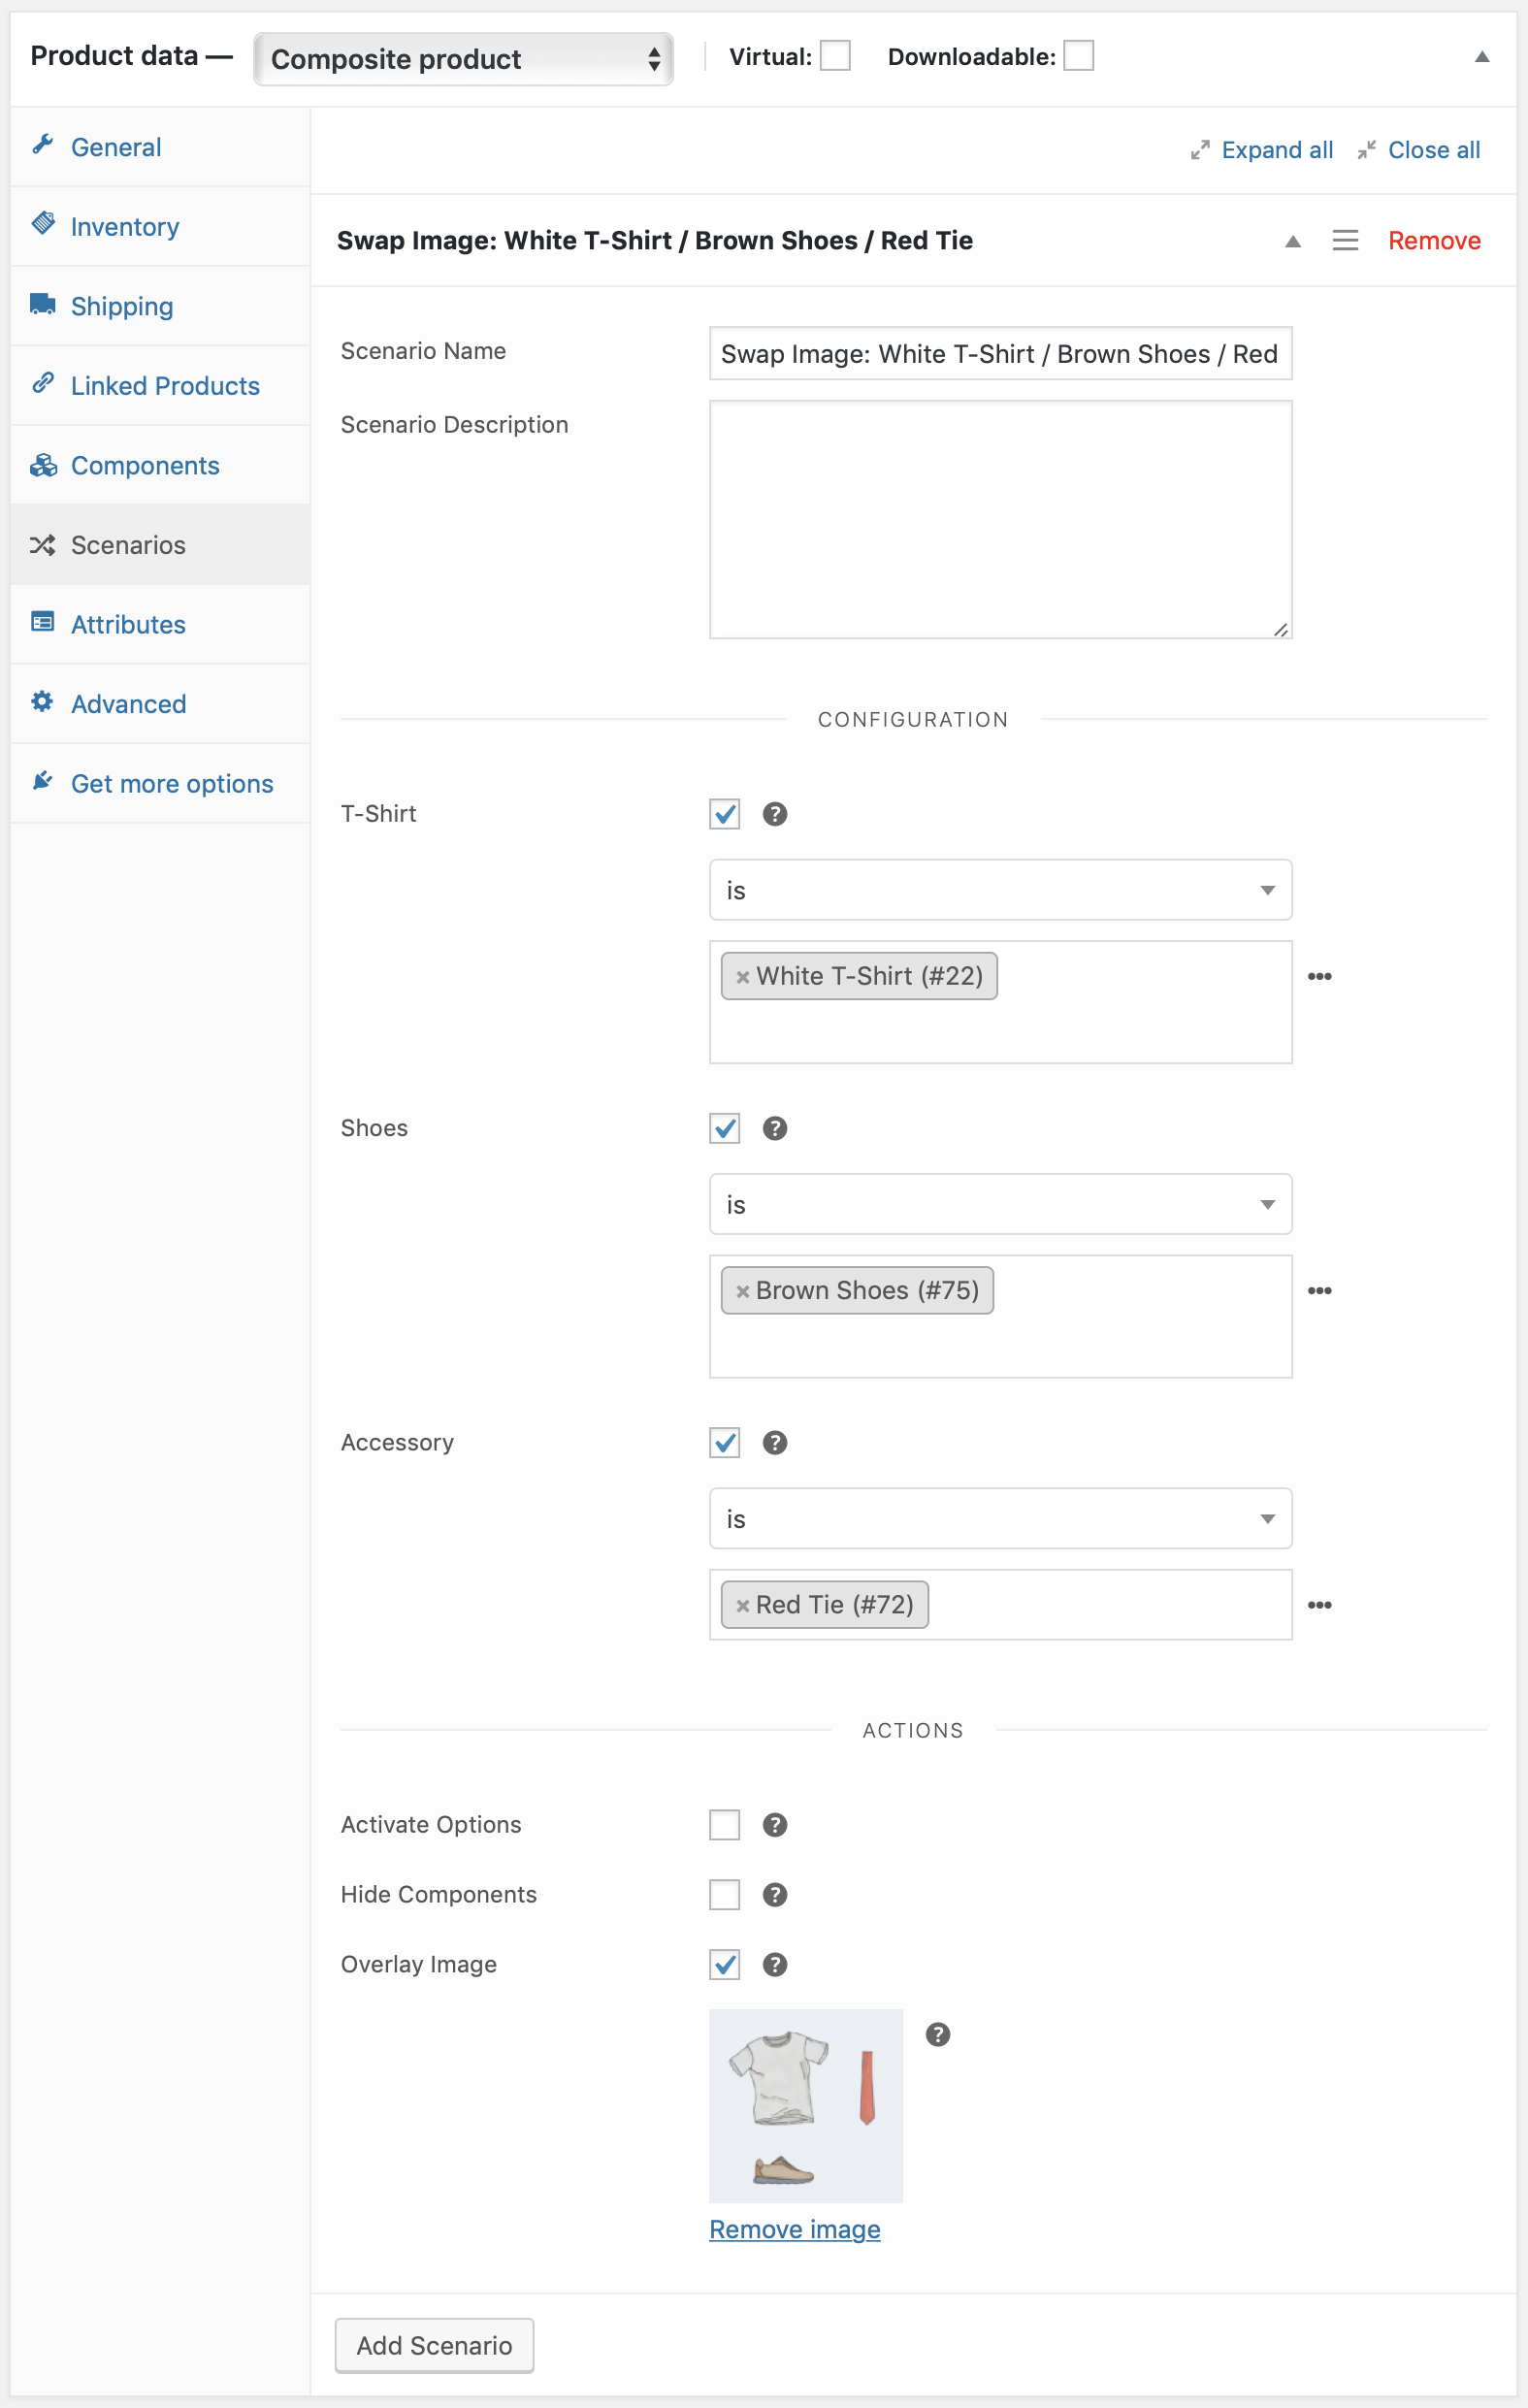 Product data — Composite product Virtual: Downloadable:
General
Inventory
Shipping
Linked Products
Components
Scenarios
Attributes
Advanced
Get more options
Expand all Close all
Swap Image: White T-Shirt / Brown Shoes / Red Tie Remove
Scenario Name Swap Image: White T-Shirt / Brown Shoes / Red
Scenario Description
CONFIGURATION
T-Shirt ?
is
× White T-Shirt (#22)
Shoes ?
is
× Brown Shoes (#75)
Accessory ?
is
× Red Tie (#72)
ACTIONS
Activate Options ?
Hide Components ?
Overlay Image ?
?
Remove image
Add Scenario